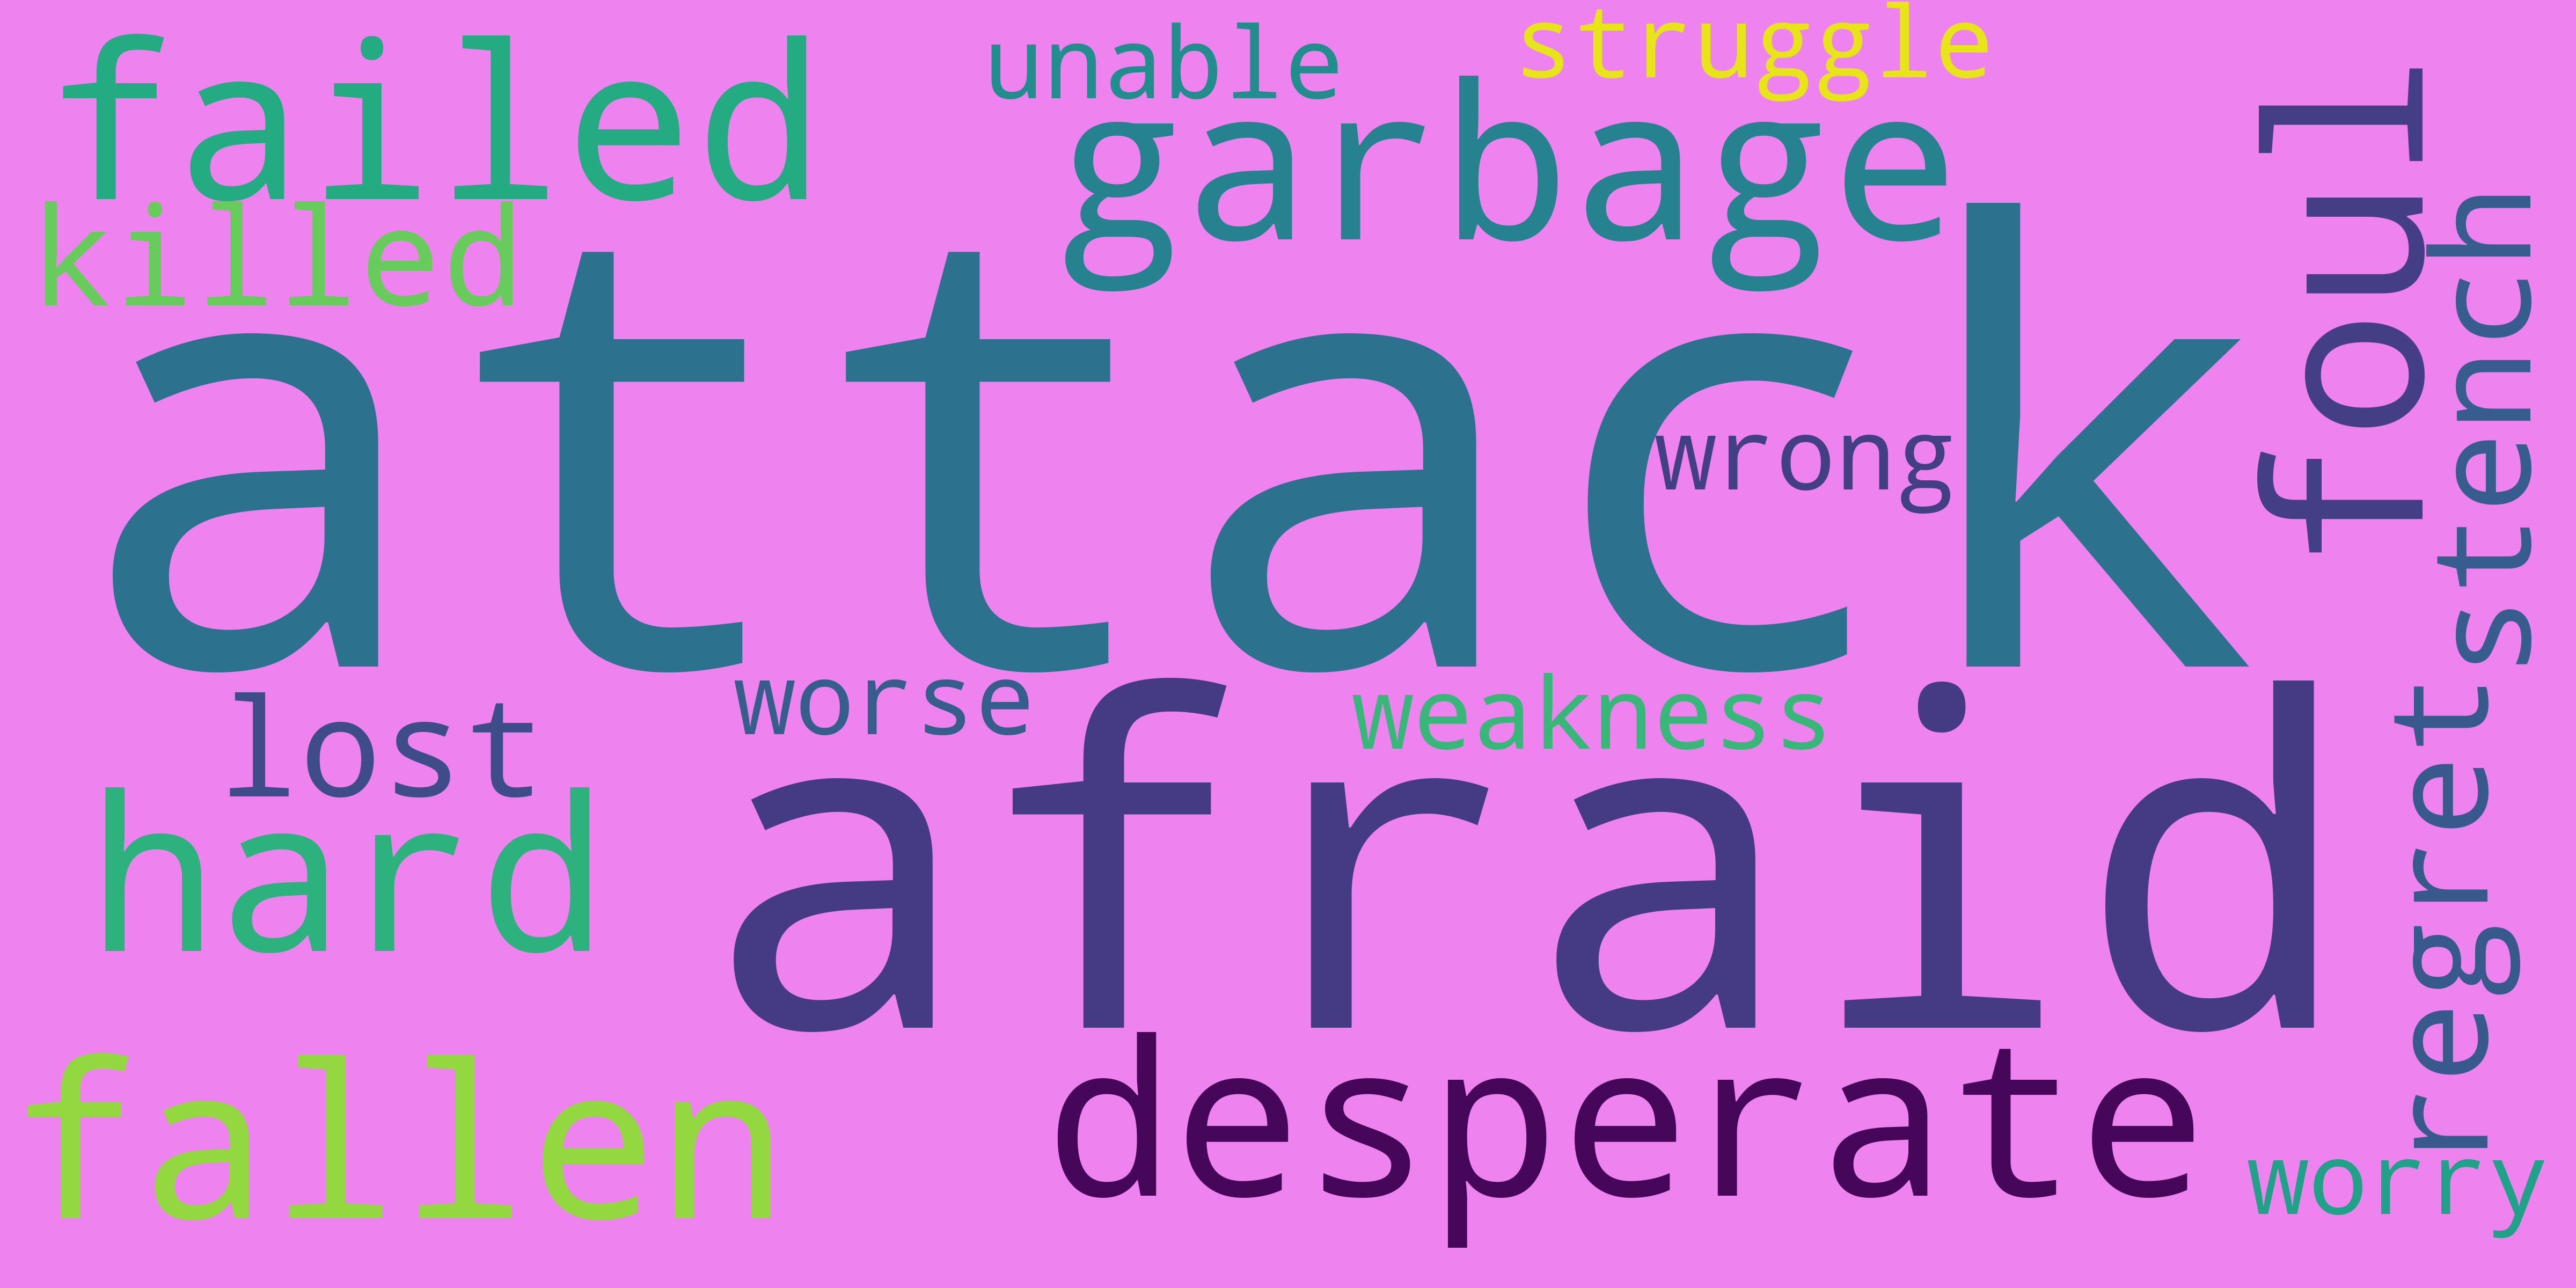 struggle
unable
failed
garbage
killed
attack
foul
stench
wrong
worse
weakness
lost
afraid
hard
regret
desperate
fallen
worry